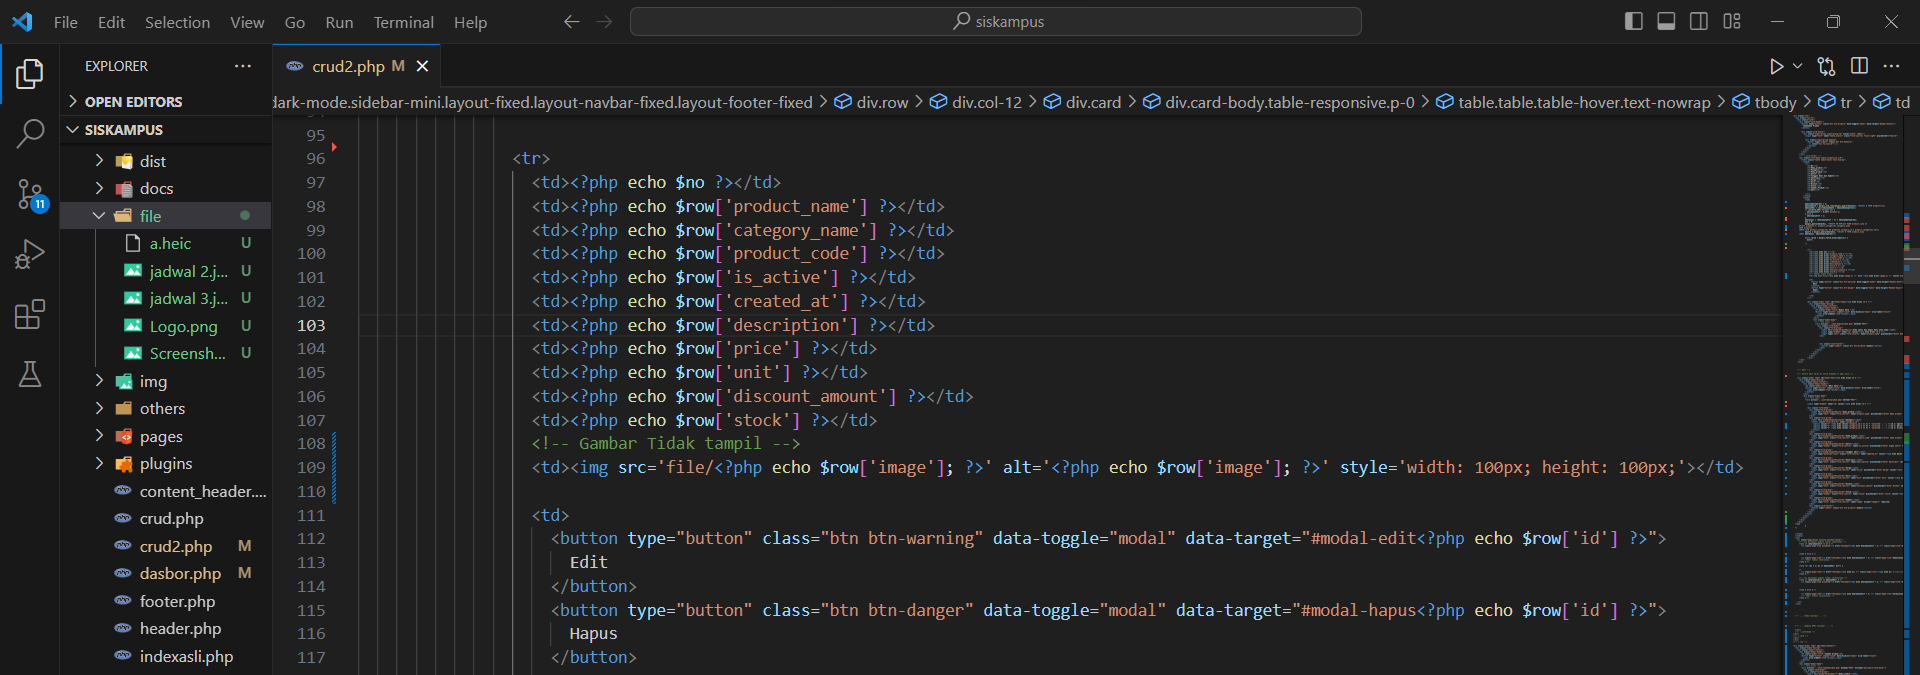 File Edit Selection View Go Run Terminal Help
siskampus
EXPLORER
crud2.php M
OPEN EDITORS
dark-mode.sidebar-mini.layout-fixed.layout-navbar-fixed.layout-footer-fixed > div.row > div.col-12 > div.card > div.card-body.table-responsive.p-0 > table.table.table-hover.text-nowrap > tbody > tr > td
SISKAMPUS
dist
docs
file
a.heic U
jadwal 2.j... U
jadwal 3.j... U
Logo.png U
Screensh... U
img
others
pages
plugins
content_header....
crud.php
crud2.php M
dasbor.php M
footer.php
header.php
indexasli.php
11
95
96 <tr>
97 <td><?php echo $no ?></td>
98 <td><?php echo $row['product_name'] ?></td>
99 <td><?php echo $row['category_name'] ?></td>
100 <td><?php echo $row['product_code'] ?></td>
101 <td><?php echo $row['is_active'] ?></td>
102 <td><?php echo $row['created_at'] ?></td>
103 <td><?php echo $row['description'] ?></td>
104 <td><?php echo $row['price'] ?></td>
105 <td><?php echo $row['unit'] ?></td>
106 <td><?php echo $row['discount_amount'] ?></td>
107 <td><?php echo $row['stock'] ?></td>
108 <!-- Gambar Tidak tampil -->
109 <td><img src='file/<?php echo $row['image']; ?>' alt='<?php echo $row['image']; ?>' style='width: 100px; height: 100px;'></td>
110
111 <td>
112 <button type="button" class="btn btn-warning" data-toggle="modal" data-target="#modal-edit<?php echo $row['id'] ?>">
113 Edit
114 </button>
115 <button type="button" class="btn btn-danger" data-toggle="modal" data-target="#modal-hapus<?php echo $row['id'] ?>">
116 Hapus
117 </button>